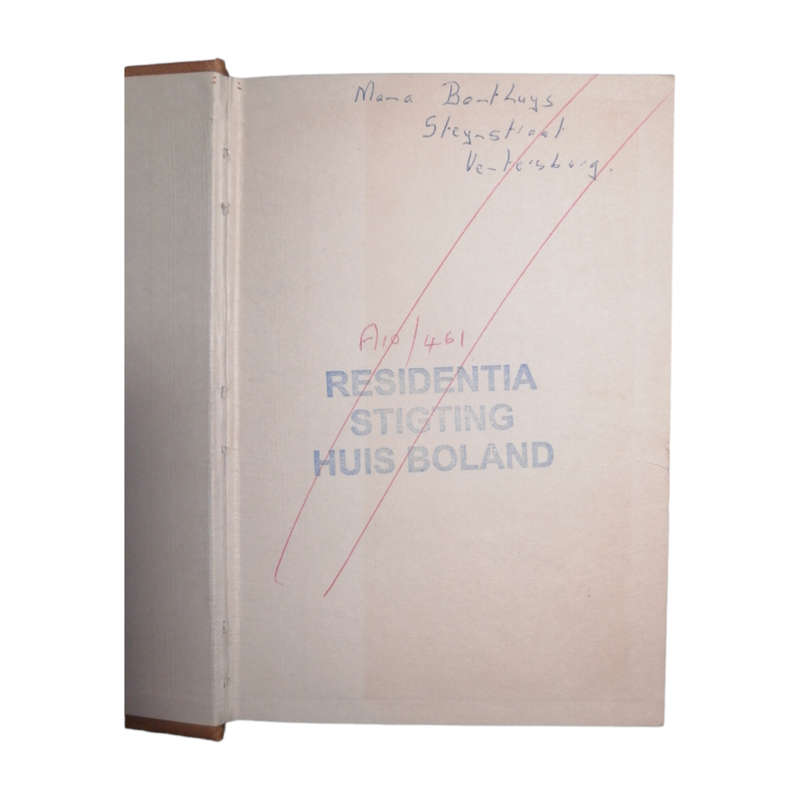 Mama Bonthuys
Steynstraat
Ventersburg.
A10/461
RESIDENTIA
STIGTING
HUIS BOLAND